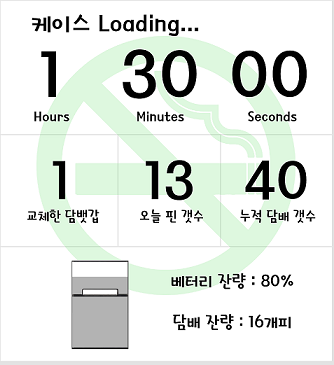 케이스 Loading...
1 30 00
Hours Minutes Seconds
1 13 40
교체한 담뱃갑 오늘 핀 갯수 누적 담배 갯수
베터리 잔량 : 80%
담배 잔량 : 16개피